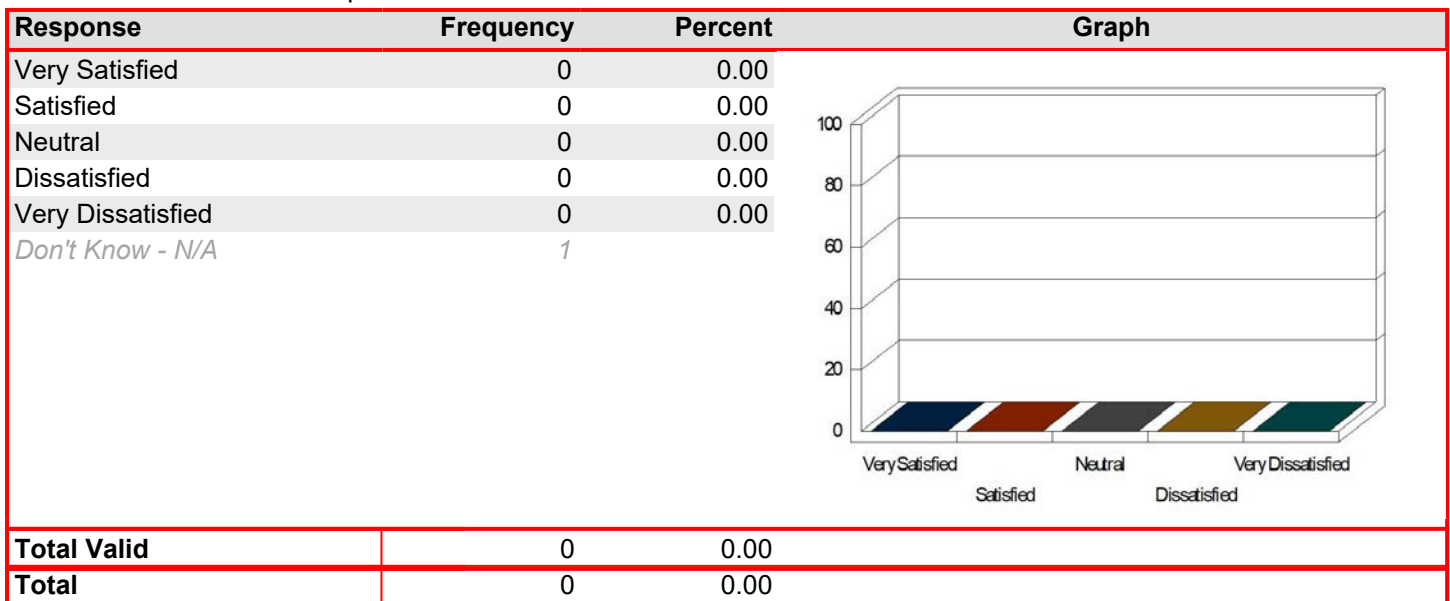 Response Frequency Percent Graph
Very Satisfied 0 0.00
Satisfied 0 0.00
Neutral 0 0.00
Dissatisfied 0 0.00
Very Dissatisfied 0 0.00
Don't Know - N/A 1
100
80
60
40
20
0
Very Satisfied Neutral Very Dissatisfied
Satisfied Dissatisfied
Total Valid 0 0.00
Total 0 0.00